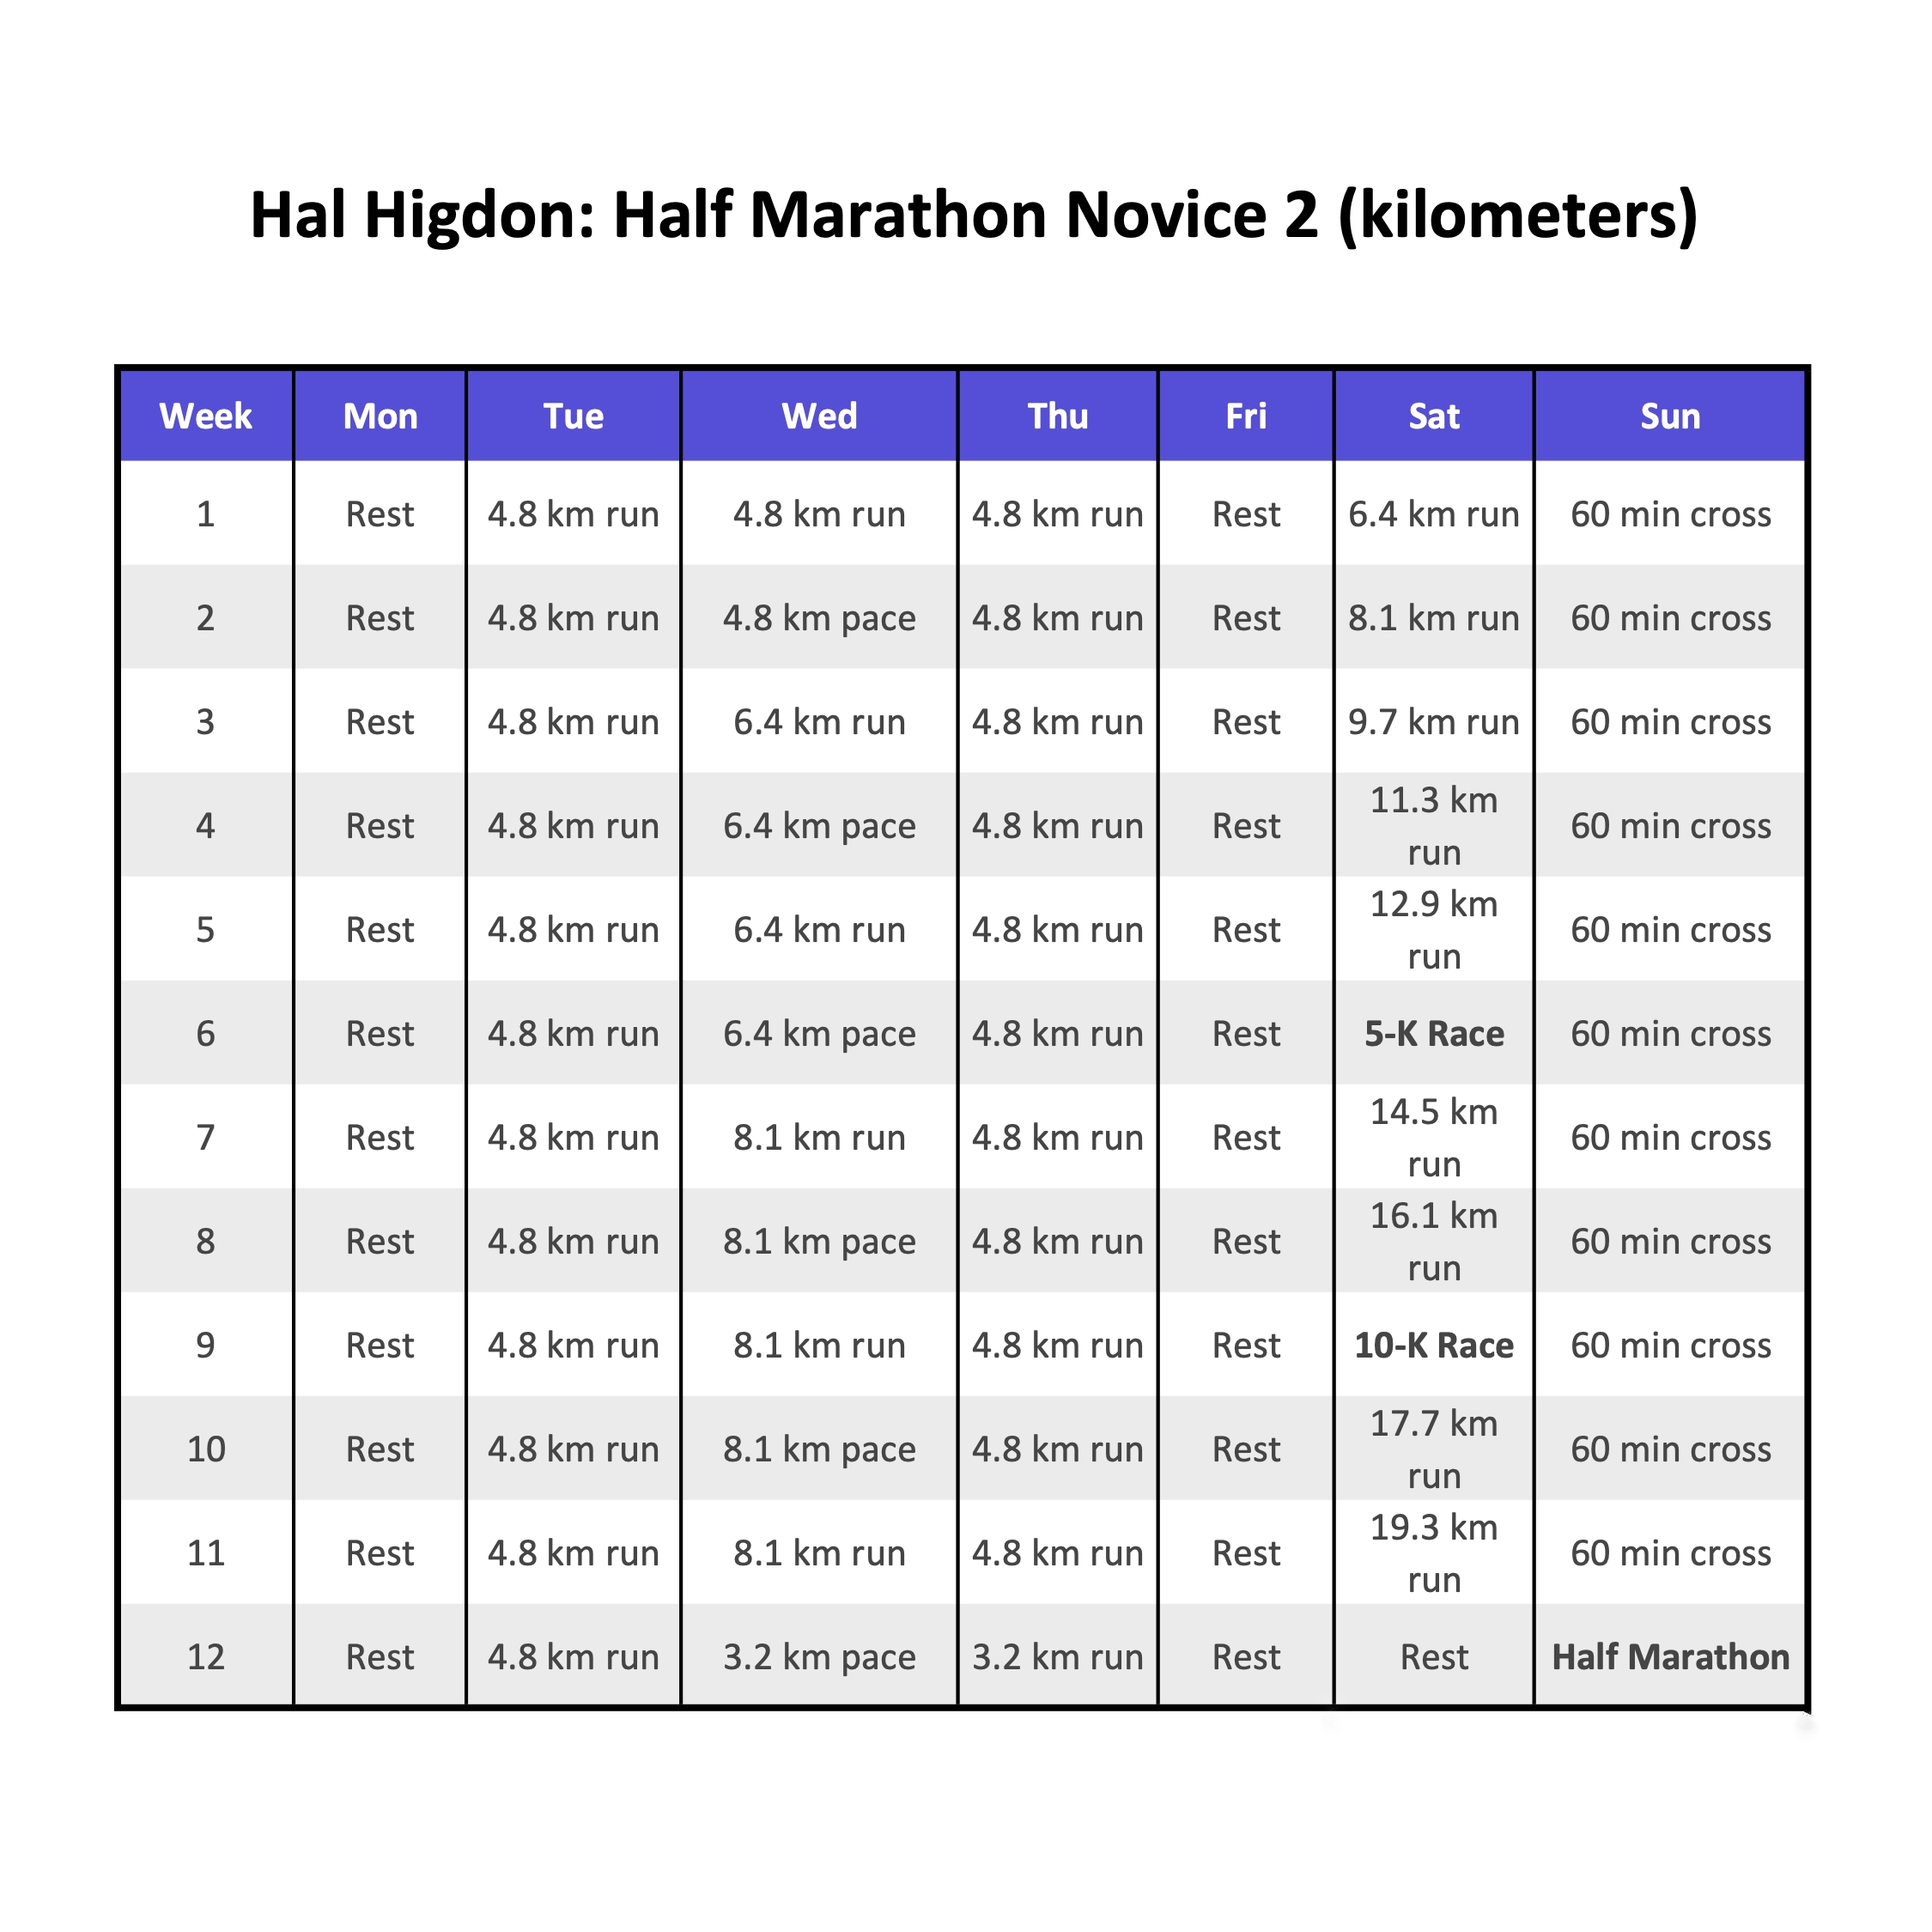 Hal Higdon: Half Marathon Novice 2 (kilometers)
Week Mon Tue Wed Thu Fri Sat Sun
1 Rest 4.8 km run 4.8 km run 4.8 km run Rest 6.4 km run 60 min cross
2 Rest 4.8 km run 4.8 km pace 4.8 km run Rest 8.1 km run 60 min cross
3 Rest 4.8 km run 6.4 km run 4.8 km run Rest 9.7 km run 60 min cross
4 Rest 4.8 km run 6.4 km pace 4.8 km run Rest 11.3 km run 60 min cross
5 Rest 4.8 km run 6.4 km run 4.8 km run Rest 12.9 km run 60 min cross
6 Rest 4.8 km run 6.4 km pace 4.8 km run Rest 5-K Race 60 min cross
7 Rest 4.8 km run 8.1 km run 4.8 km run Rest 14.5 km run 60 min cross
8 Rest 4.8 km run 8.1 km pace 4.8 km run Rest 16.1 km run 60 min cross
9 Rest 4.8 km run 8.1 km run 4.8 km run Rest 10-K Race 60 min cross
10 Rest 4.8 km run 8.1 km pace 4.8 km run Rest 17.7 km run 60 min cross
11 Rest 4.8 km run 8.1 km run 4.8 km run Rest 19.3 km run 60 min cross
12 Rest 4.8 km run 3.2 km pace 3.2 km run Rest Rest Half Marathon